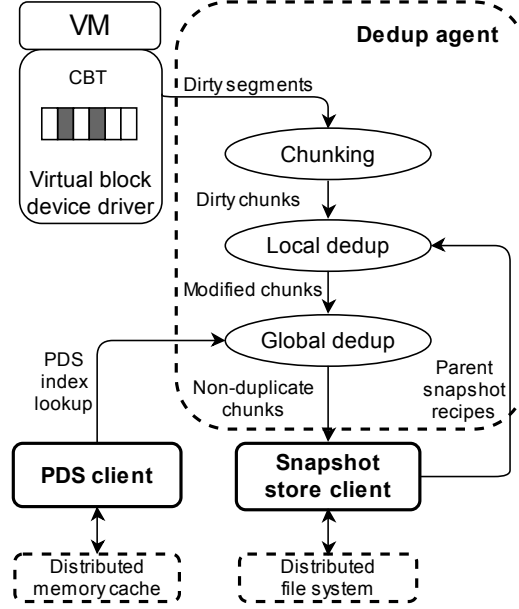 VM
Dedup agent
CBT
Dirty segments
Virtual block
device driver
Chunking
Dirty chunks
Local dedup
Modified chunks
Global dedup
PDS
index
lookup
Non-duplicate
chunks
Parent
snapshot
recipes
PDS client
Snapshot
store client
Distributed
memory cache
Distributed
file system